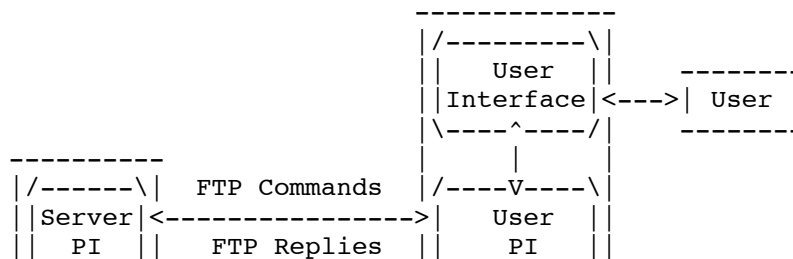 User
Interface<--->| User
FTP Commands
Server<---------------->| User
PI FTP Replies PI